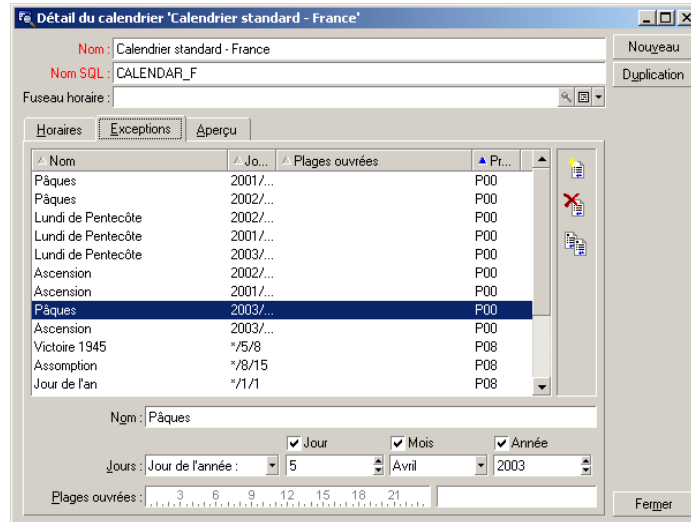 Détail du calendrier 'Calendrier standard - France'
Nom : Calendrier standard - France
Nouveau
Nom SQL : CALENDAR_F
Duplication
Fuseau horaire :
Horaires Exceptions Aperçu
Nom Jo... Plages ouvrées Pr...
Pâques 2001/... P00
Pâques 2002/... P00
Lundi de Pentecôte 2002/... P00
Lundi de Pentecôte 2001/... P00
Lundi de Pentecôte 2003/... P00
Ascension 2002/... P00
Ascension 2001/... P00
Pâques 2003/... P00
Ascension 2003/... P00
Victoire 1945 */5/8 P08
Assomption */8/15 P08
Jour de l'an */1/1 P08
Nom : Pâques
Jour Mois Année
Jours : Jour de l'année : 5 Avril 2003
Plages ouvrées : 3 6 9 12 15 18 21
Fermer